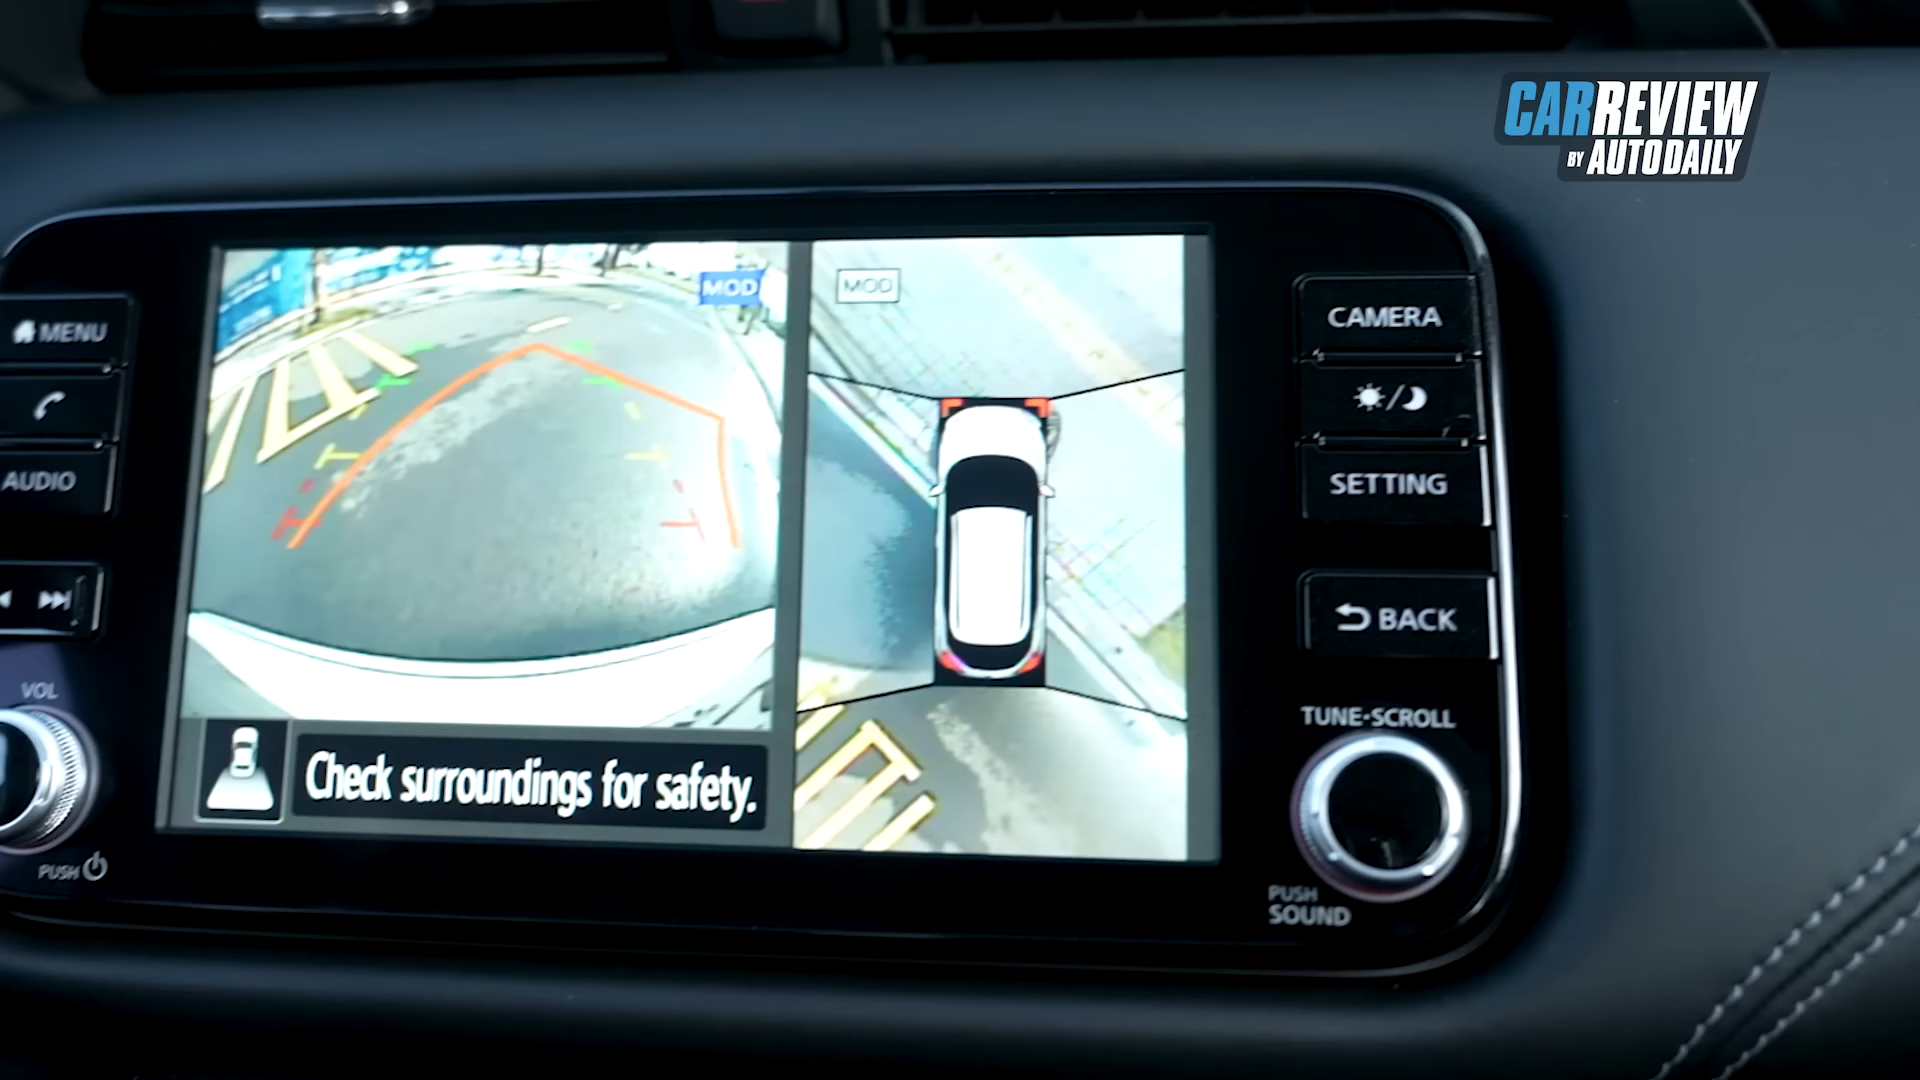 CARREVIEW
BY AUTODAILY
MOD
MOD
MENU
CAMERA
AUDIO
SETTING
BACK
VOL
TUNE·SCROLL
Check surroundings for safety.
PUSH
PUSH
SOUND